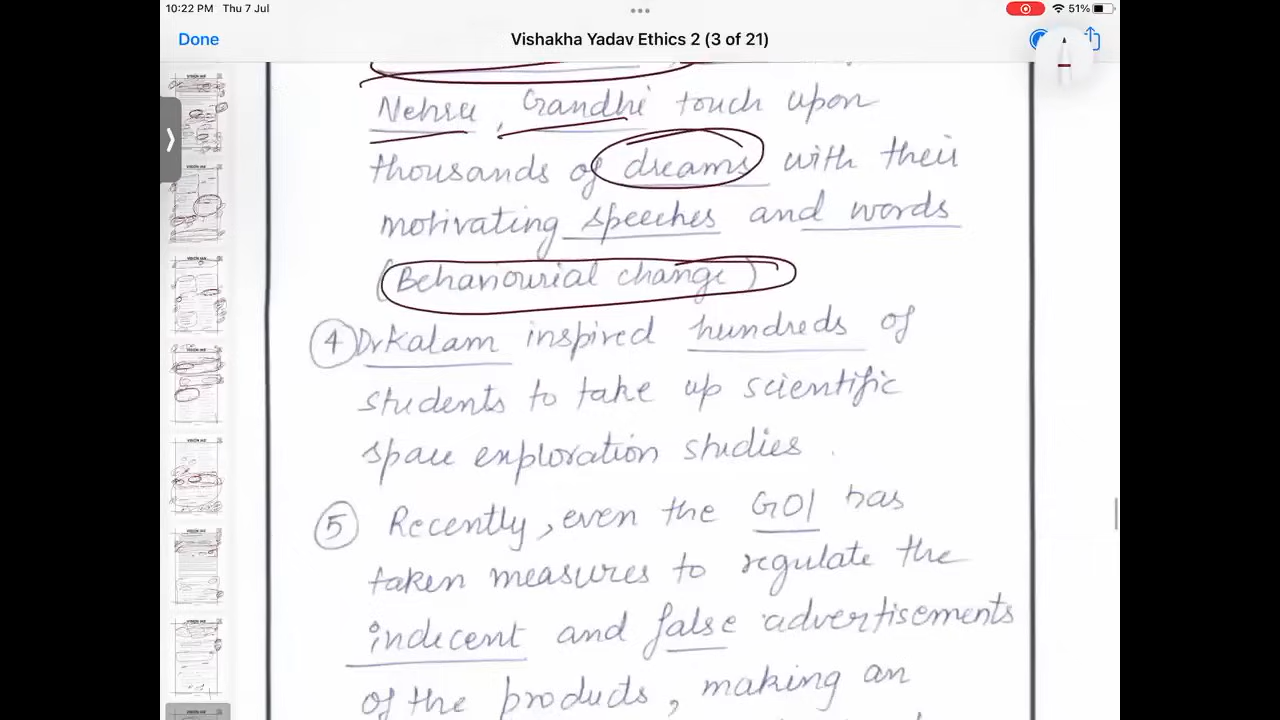 10:22 PM Thu 7 Jul
51%
Done
Vishakha Yadav Ethics 2 (3 of 21)
Nehru, Gandhi touch upon
thousands of dreams with their
motivating speeches and words
(Behaviourial change)
④ Dr Kalam inspired hundreds of
students to take up scientific
space exploration studies.
⑤ Recently, even the GOI has
taken measures to regulate the
indecent and false advertisements
of the products, making an